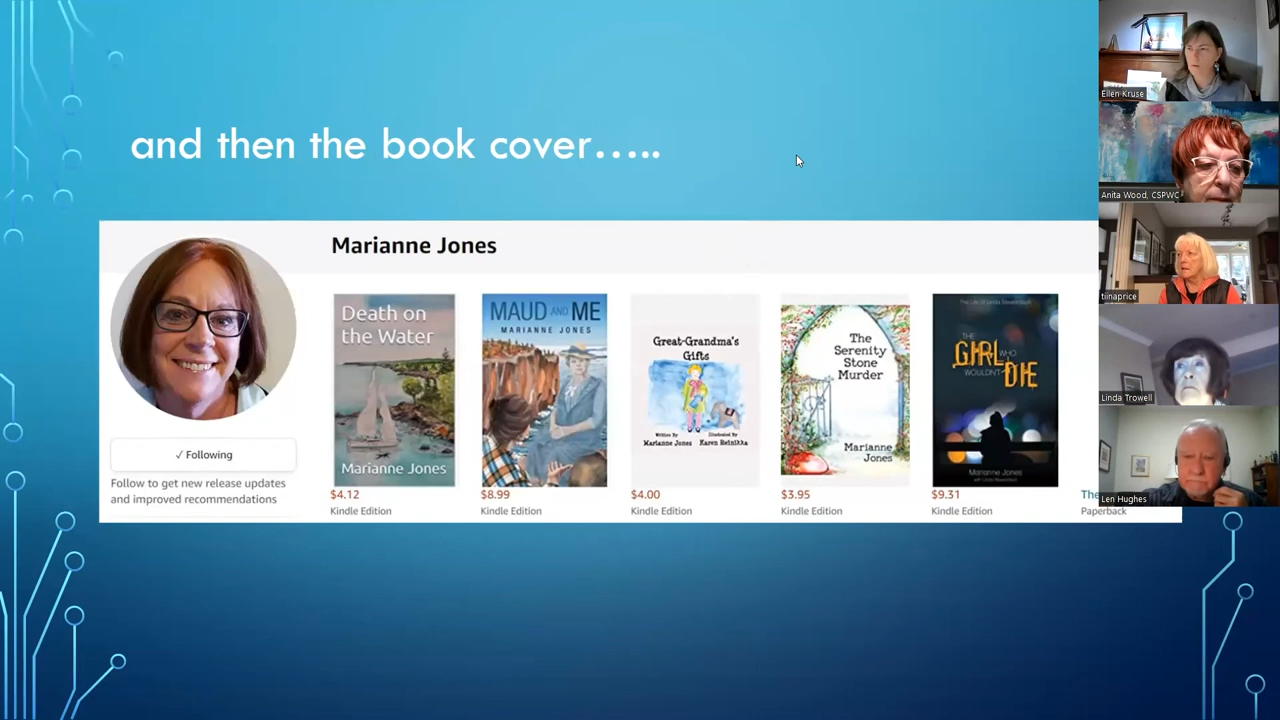 and then the book cover.....
Marianne Jones
✓ Following
Follow to get new release updates
and improved recommendations
Death on
the Water
Marianne Jones
$4.12
Kindle Edition
MAUD AND ME
MARIANNE JONES
$8.99
Kindle Edition
Great-Grandma's
Gifts
Written By
Marianne Jones
Illustrated By
Karen Reinikka
$4.00
Kindle Edition
The
Serenity
Stone
Murder
Marianne
Jones
$3.95
Kindle Edition
THE
GIRL WHO
WOULDN'T DIE
Marianne Jones
$9.31
Kindle Edition
Paperback
Ellen Kruse
Anita Wood, CSPWC
tiinaprice
Linda Trowell
Len Hughes